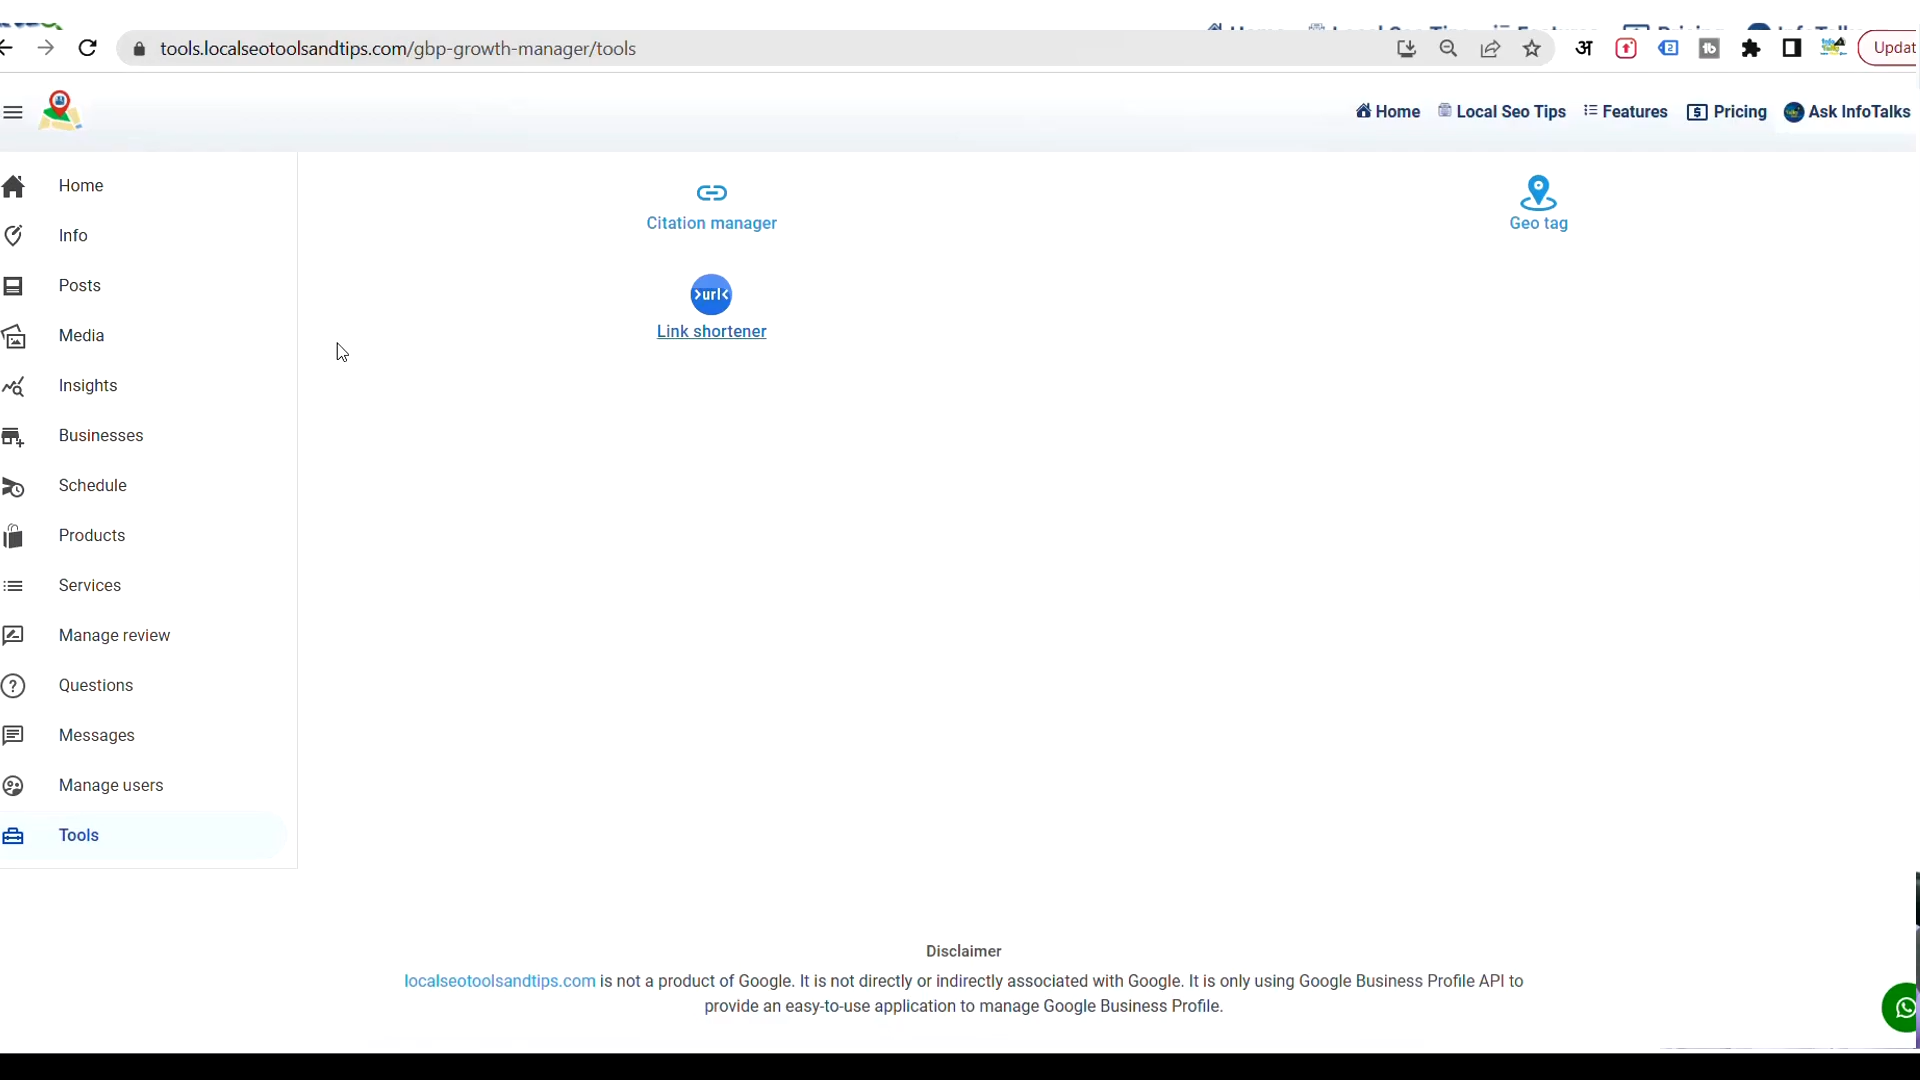 tools.localseotoolsandtips.com/gbp-growth-manager/tools
अ
Updat
Home
Local Seo Tips
Features
Pricing
Ask InfoTalks
Home
Info
Posts
Media
Insights
Businesses
Schedule
Products
Services
Manage review
Questions
Messages
Manage users
Tools
Citation manager
Geo tag
>url<
Link shortener
Disclaimer
localseotoolsandtips.com is not a product of Google. It is not directly or indirectly associated with Google. It is only using Google Business Profile API to
provide an easy-to-use application to manage Google Business Profile.